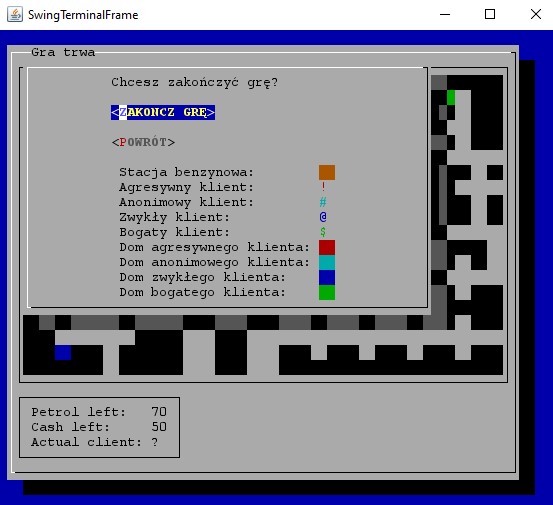 SwingTerminalFrame
Gra trwa
Chcesz zakończyć grę?
<ZAKONCZ GRĘ>
<POWRÓT>
Stacja benzynowa:
Agresywny klient: !
Anonimowy klient: #
Zwykły klient: @
Bogaty klient: $
Dom agresywnego klienta:
Dom anonimowego klienta:
Dom zwykłego klienta:
Dom bogatego klienta:
Petrol left: 70
Cash left: 50
Actual client: ?